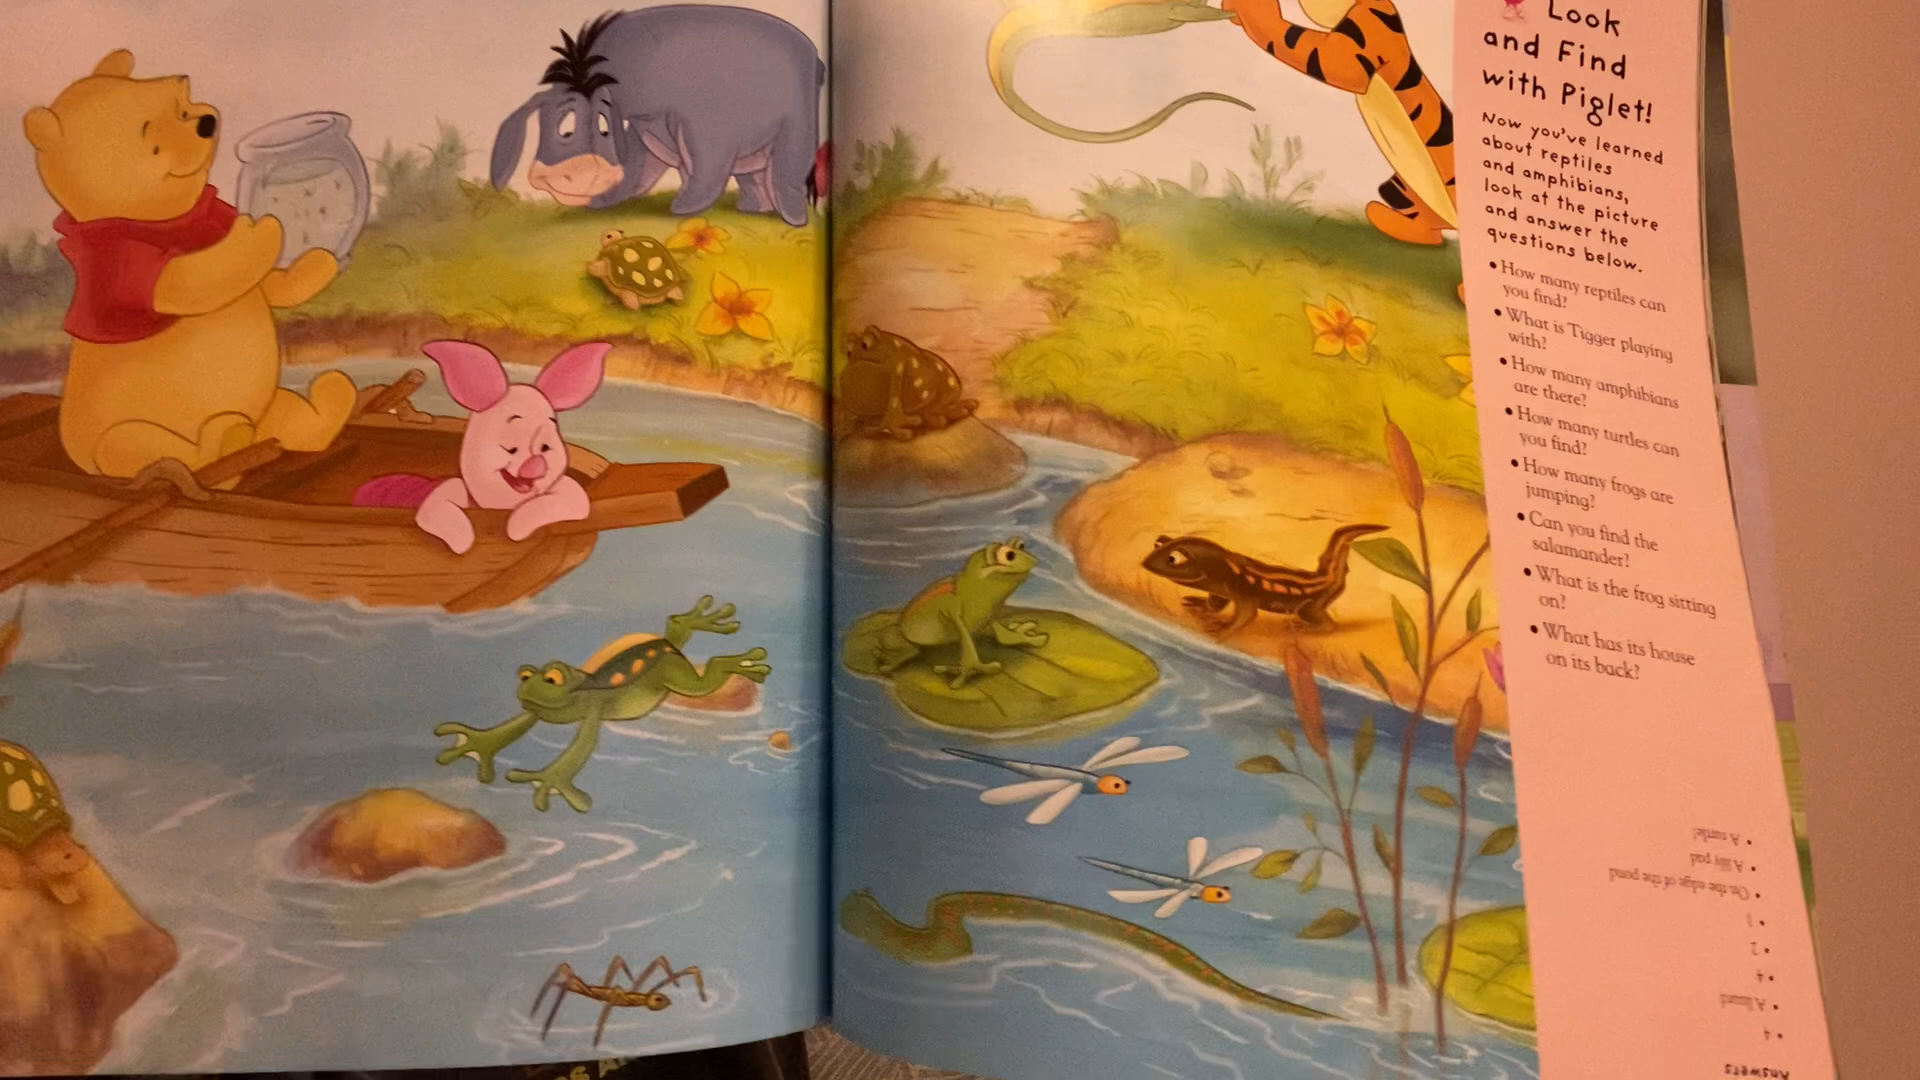 Look
and Find
with Piglet!
Now you've learned
about reptiles
and amphibians,
look at the picture
and answer the
questions below.
• How many reptiles can
you find?
• What is Tigger playing
with?
• How many amphibians
are there?
• How many turtles can
you find?
• How many frogs are
jumping?
• Can you find the
salamander?
• What is the frog sitting
on?
• What has its house
on its back?
Answers
• 4
• A lizard
• 4
• 2
• 1
• On the edge of the pond
• A lily pad
• A turtle!